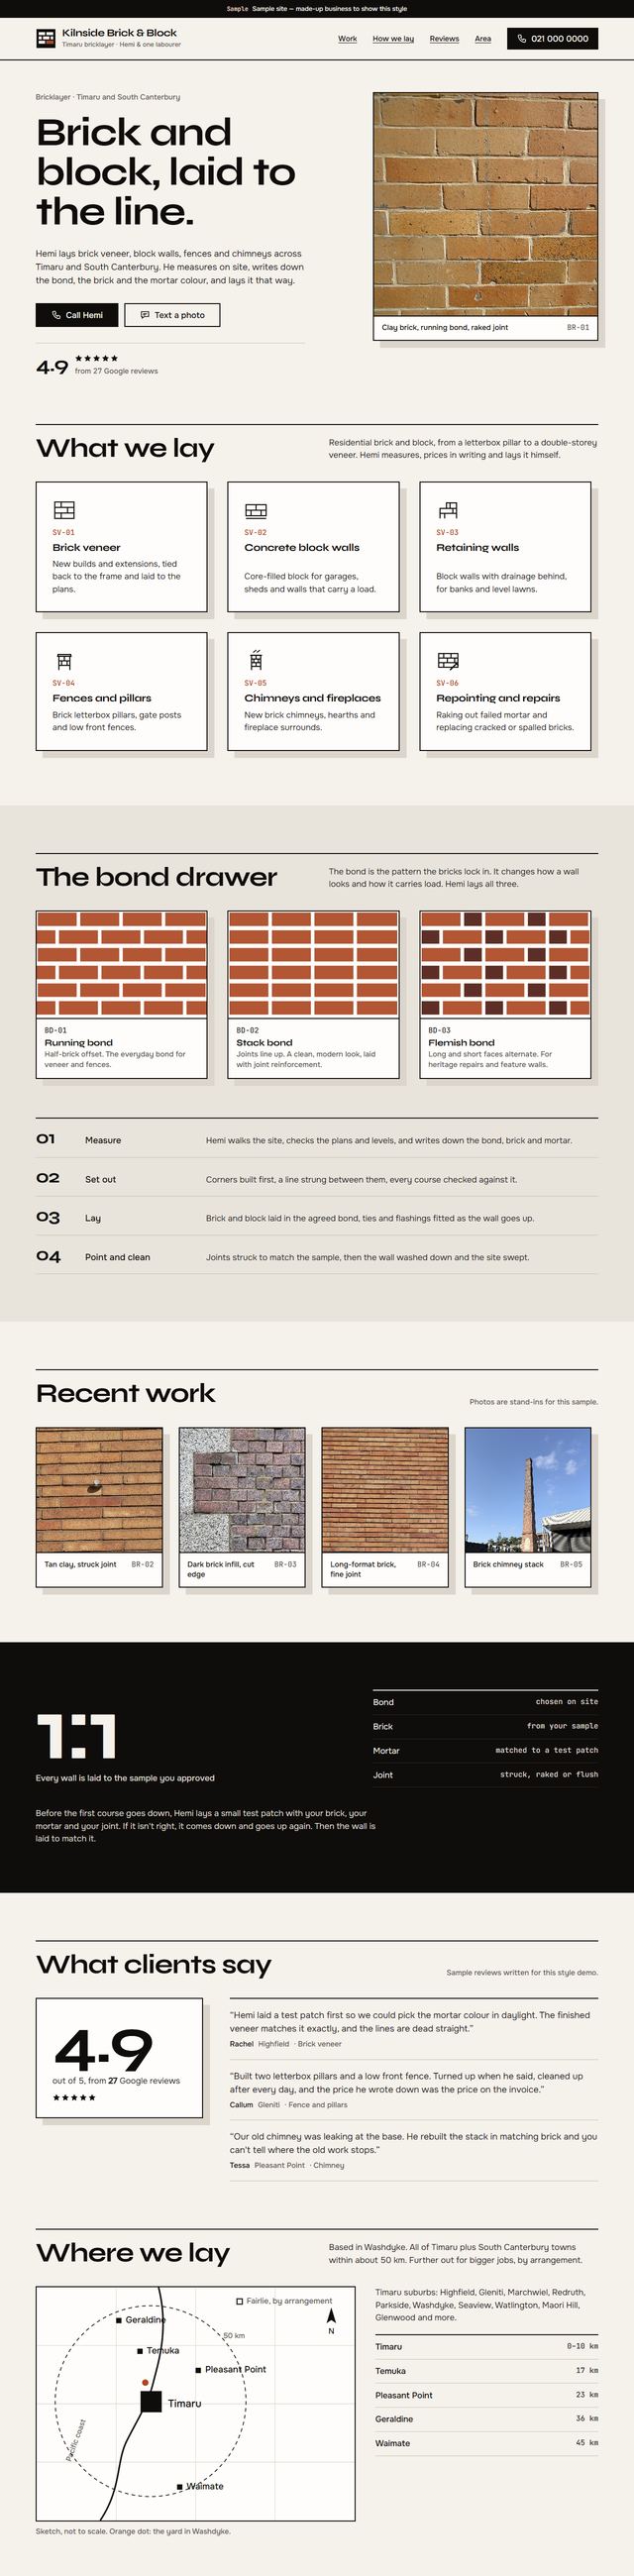 Sample Sample site — made-up business to show this style
Kilnside Brick & Block
Timaru bricklayer · Hemi & one labourer
Work How we lay Reviews Area 021 000 0000
Bricklayer · Timaru and South Canterbury
Brick and
block, laid to
the line.
Hemi lays brick veneer, block walls, fences and chimneys across
Timaru and South Canterbury. He measures on site, writes down
the bond, the brick and the mortar colour, and lays it that way.
Call Hemi Text a photo
4.9
from 27 Google reviews
Clay brick, running bond, raked joint BR-01
What we lay
Residential brick and block, from a letterbox pillar to a double-storey
veneer. Hemi measures, prices in writing and lays it himself.
SV-01
Brick veneer
New builds and extensions, tied
back to the frame and laid to the
plans.
SV-02
Concrete block walls
Core-filled block for garages,
sheds and walls that carry a load.
SV-03
Retaining walls
Block walls with drainage behind,
for banks and level lawns.
SV-04
Fences and pillars
Brick letterbox pillars, gate posts
and low front fences.
SV-05
Chimneys and fireplaces
New brick chimneys, hearths and
fireplace surrounds.
SV-06
Repointing and repairs
Raking out failed mortar and
replacing cracked or spalled bricks.
The bond drawer
The bond is the pattern the bricks lock in. It changes how a wall
looks and how it carries load. Hemi lays all three.
BD-01
Running bond
Half-brick offset. The everyday bond for
veneer and fences.
BD-02
Stack bond
Joints line up. A clean, modern look, laid
with joint reinforcement.
BD-03
Flemish bond
Long and short faces alternate. For
heritage repairs and feature walls.
01 Measure Hemi walks the site, checks the plans and levels, and writes down the bond, brick and mortar.
02 Set out Corners built first, a line strung between them, every course checked against it.
03 Lay Brick and block laid in the agreed bond, ties and flashings fitted as the wall goes up.
04 Point and clean Joints struck to match the sample, then the wall washed down and the site swept.
Recent work
Photos are stand-ins for this sample.
Tan clay, struck joint BR-02
Dark brick infill, cut
edge
BR-03
Long-format brick,
fine joint
BR-04
Brick chimney stack BR-05
1:1
Every wall is laid to the sample you approved
Before the first course goes down, Hemi lays a small test patch with your brick, your
mortar and your joint. If it isn't right, it comes down and goes up again. Then the wall is
laid to match it.
Bond chosen on site
Brick from your sample
Mortar matched to a test patch
Joint struck, raked or flush
What clients say
Sample reviews written for this style demo.
4.9
out of 5, from 27 Google reviews
“Hemi laid a test patch first so we could pick the mortar colour in daylight. The finished
veneer matches it exactly, and the lines are dead straight.”
Rachel Highfield · Brick veneer
“Built two letterbox pillars and a low front fence. Turned up when he said, cleaned up
after every day, and the price he wrote down was the price on the invoice.”
Callum Gleniti · Fence and pillars
“Our old chimney was leaking at the base. He rebuilt the stack in matching brick and you
can't tell where the old work stops.”
Tessa Pleasant Point · Chimney
Where we lay
Based in Washdyke. All of Timaru plus South Canterbury towns
within about 50 km. Further out for bigger jobs, by arrangement.
Fairlie, by arrangement
Geraldine
N
50 km
Temuka
Pleasant Point
Timaru
Pacific coast
Waimate
Sketch, not to scale. Orange dot: the yard in Washdyke.
Timaru suburbs: Highfield, Gleniti, Marchwiel, Redruth,
Parkside, Washdyke, Seaview, Watlington, Maori Hill,
Glenwood and more.
Timaru 0–10 km
Temuka 17 km
Pleasant Point 23 km
Geraldine 36 km
Waimate 45 km